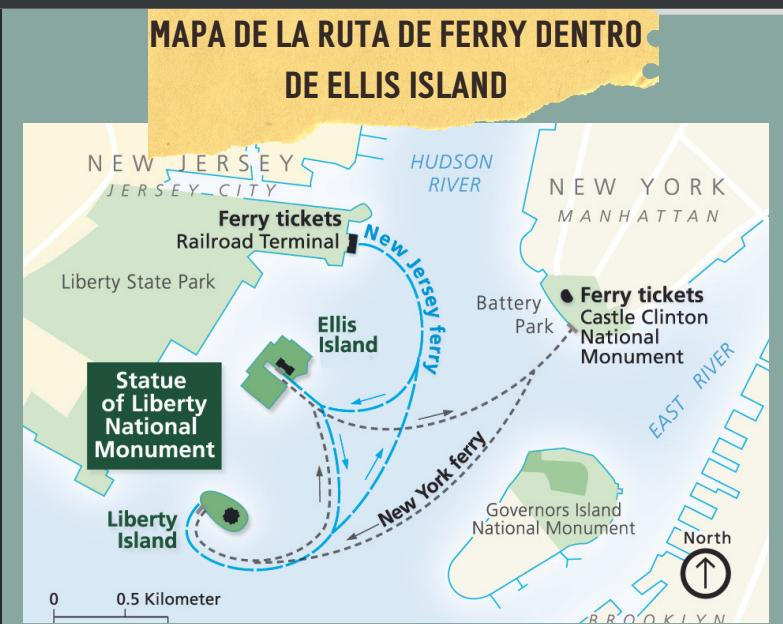 MAPA DE LA RUTA DE FERRY DENTRO
DE ELLIS ISLAND
NEW JERSEY
JERSEY CITY
HUDSON
RIVER
NEW YORK
MANHATTAN
Ferry tickets
Railroad Terminal
New Jersey ferry
Liberty State Park
Battery
Park
Ferry tickets
Castle Clinton
National
Monument
Ellis
Island
EAST RIVER
Statue
of Liberty
National
Monument
New York ferry
Liberty
Island
Governors Island
National Monument
North
0
0.5 Kilometer
BROOKLYN